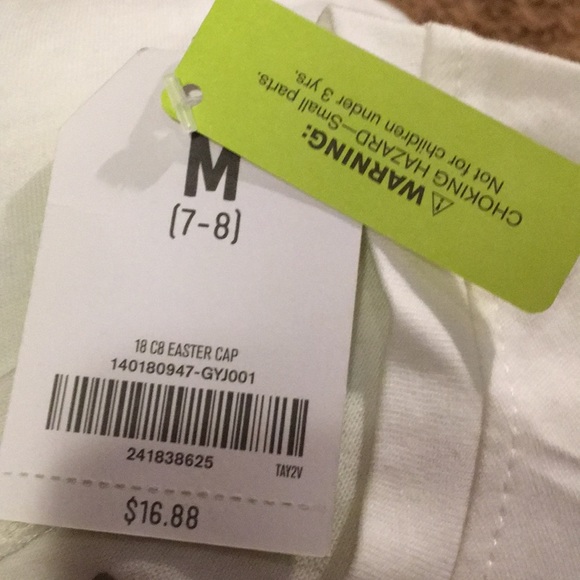 ⚠WARNING:
CHOKING HAZARD—Small parts.
Not for children under 3 yrs.
M
(7-8)
18 C8 EASTER CAP
140180947-GYJ001
241838625
TAY2V
$16.88